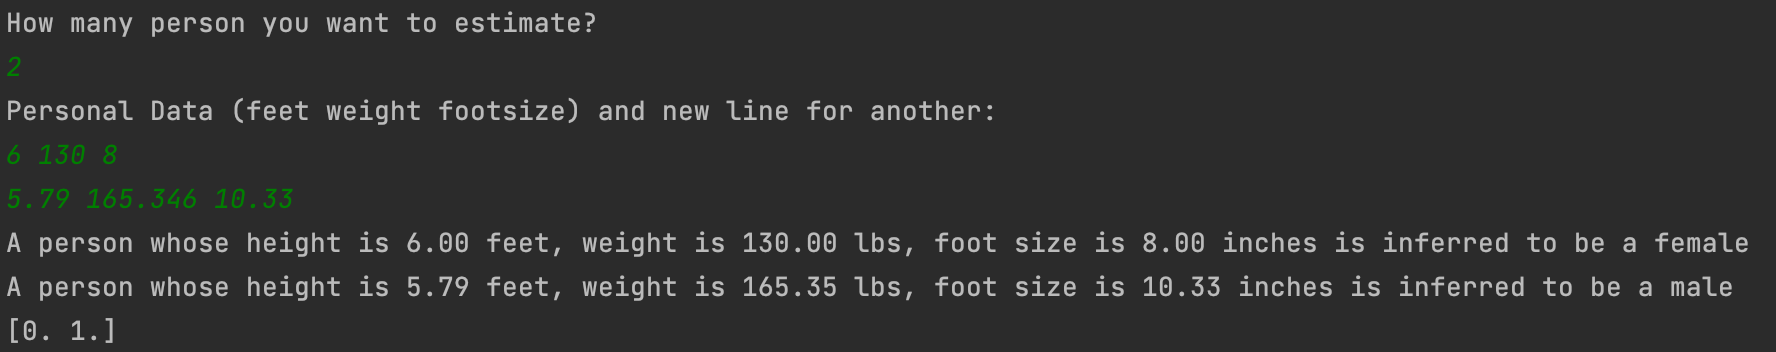 How many person you want to estimate?
2
Personal Data (feet weight footsize) and new line for another:
6 130 8
5.79 165.346 10.33
A person whose height is 6.00 feet, weight is 130.00 lbs, foot size is 8.00 inches is inferred to be a female
A person whose height is 5.79 feet, weight is 165.35 lbs, foot size is 10.33 inches is inferred to be a male
[0. 1.]